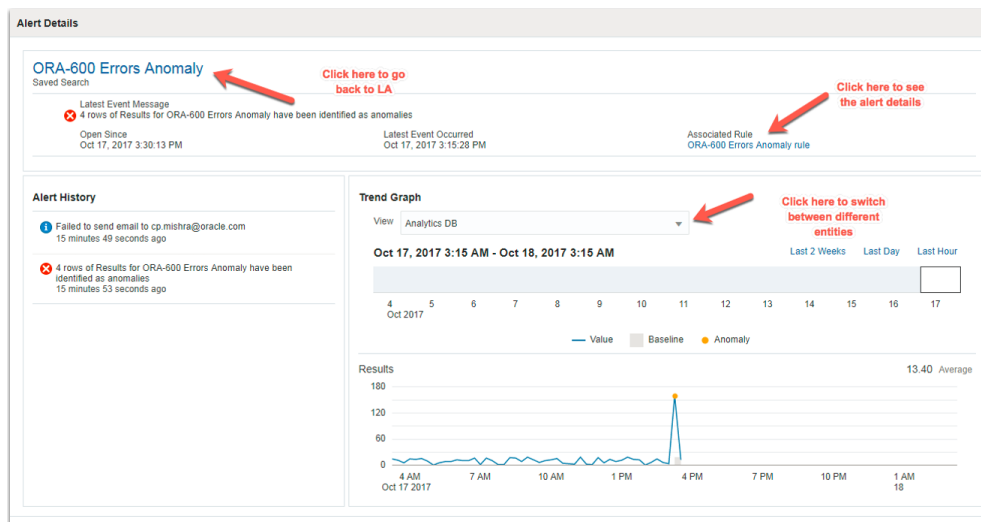 Alert Details
ORA-600 Errors Anomaly
Saved Search
Click here to go
back to LA
Click here to see
the alert details
Latest Event Message
4 rows of Results for ORA-600 Errors Anomaly have been identified as anomalies
Open Since
Oct 17, 2017 3:30:13 PM
Latest Event Occurred
Oct 17, 2017 3:15:28 PM
Associated Rule
ORA-600 Errors Anomaly rule
Alert History
Failed to send email to cp.mishra@oracle.com
15 minutes 49 seconds ago
4 rows of Results for ORA-600 Errors Anomaly have been
identified as anomalies
15 minutes 53 seconds ago
Trend Graph
View Analytics DB
Click here to switch
between different
entities
Oct 17, 2017 3:15 AM - Oct 18, 2017 3:15 AM
Last 2 Weeks Last Day Last Hour
4 5 6 7 8 9 10 11 12 13 14 15 16 17
Oct 2017
Value Baseline Anomaly
Results
13.40 Average
180
120
60
0
4 AM 7 AM 10 AM 1 PM 4 PM 7 PM 10 PM 1 AM
Oct 17 2017 18